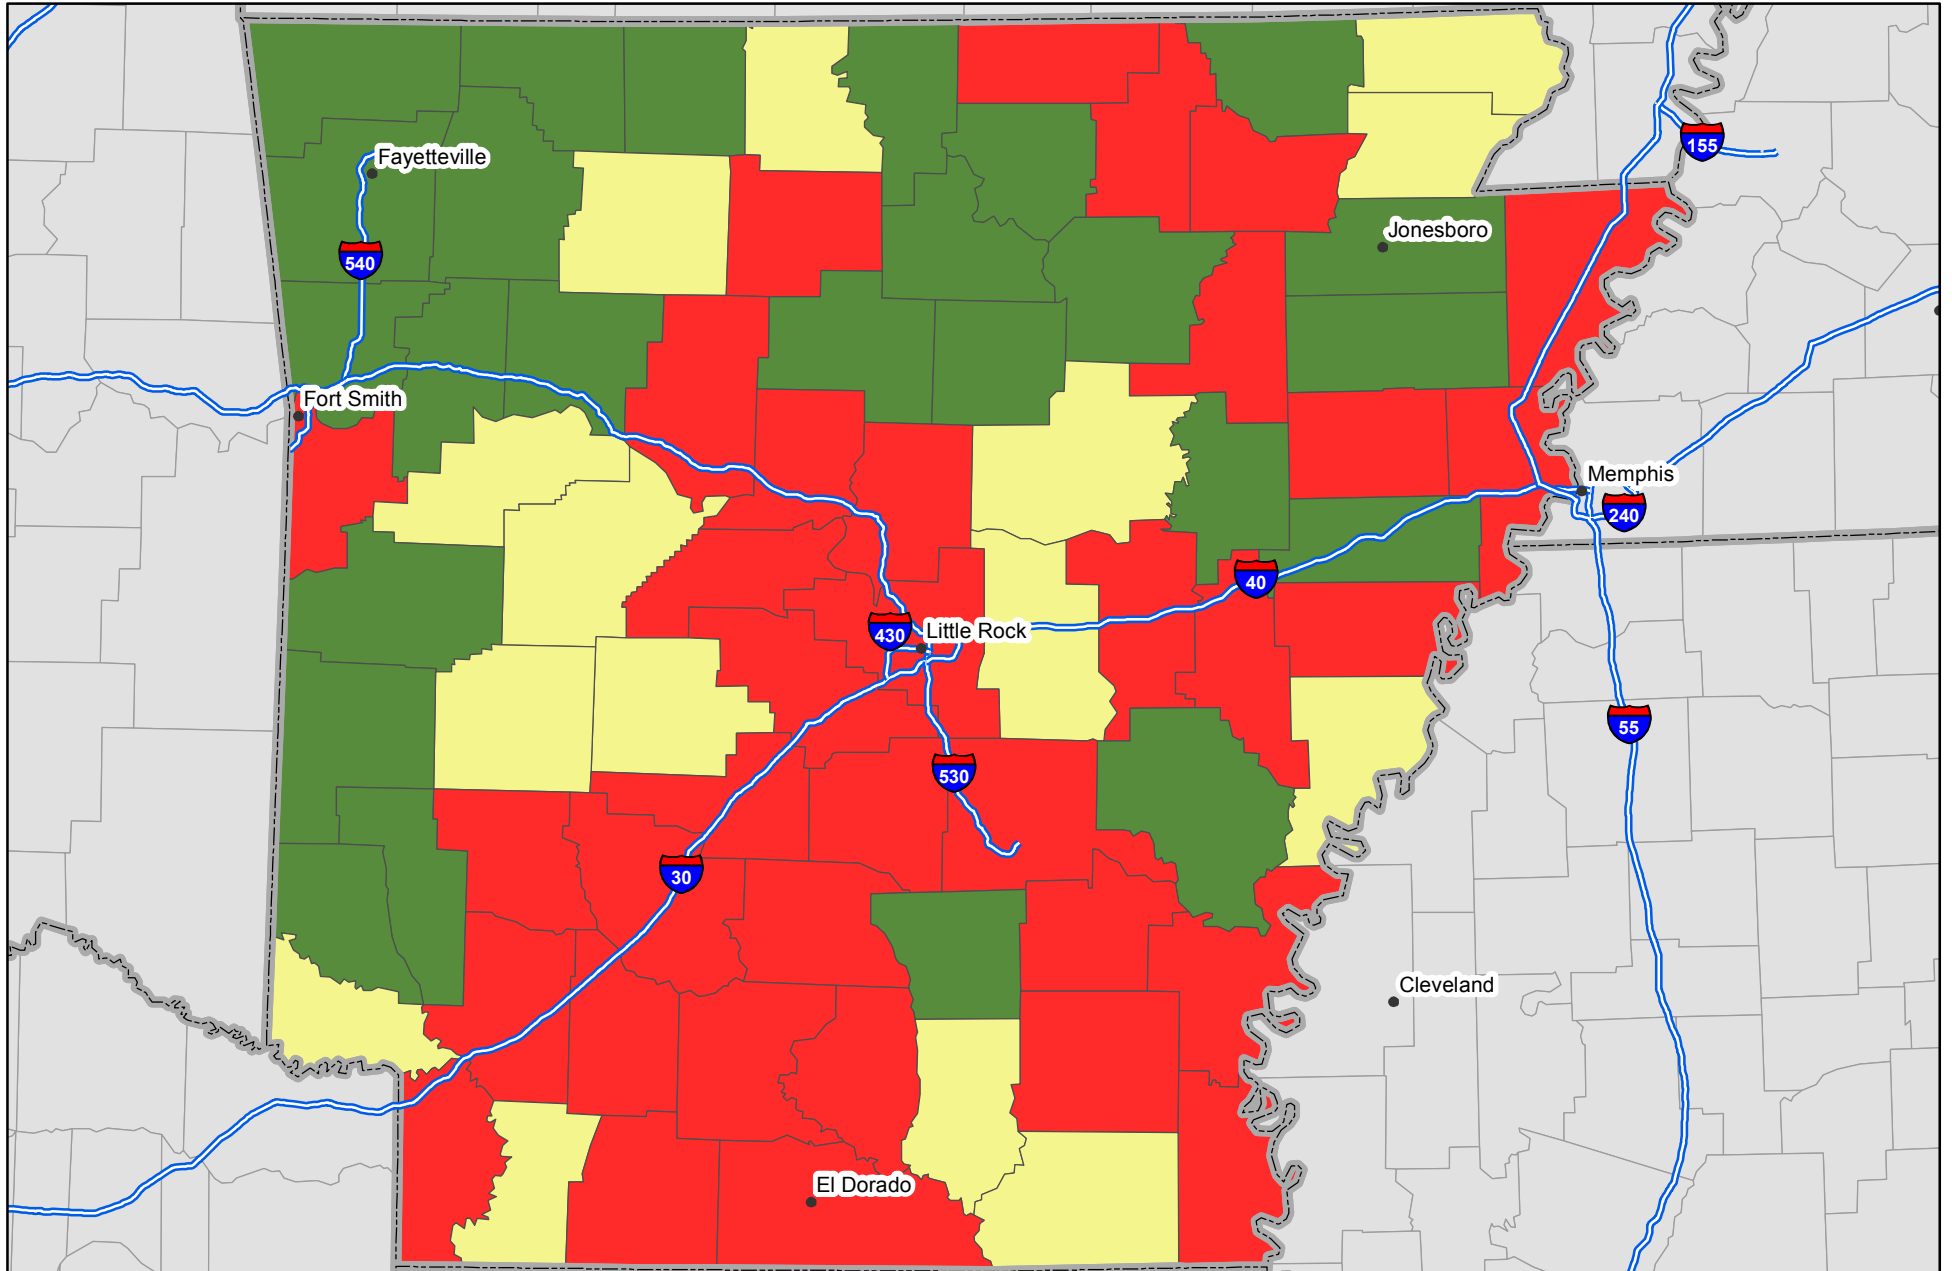 155
Fayetteville
Jonesboro
540
Fort Smith
Memphis
240
40
430
Little Rock
55
530
30
Cleveland
El Dorado